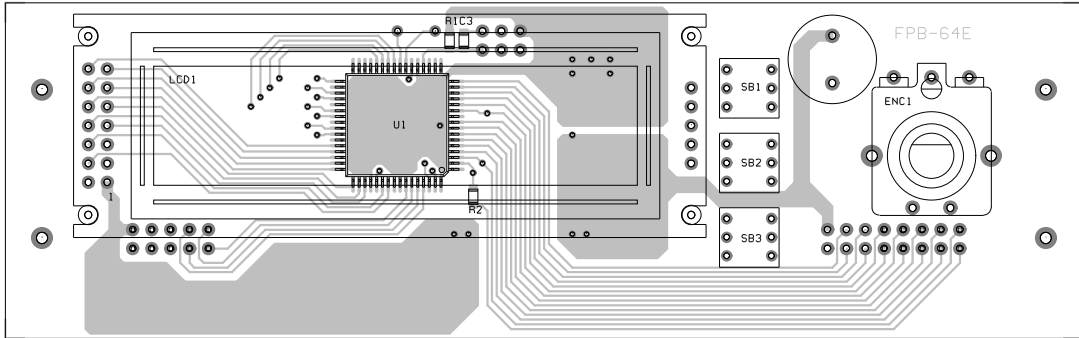 R1C3
FPB-64E
LCD1
SB1
ENC1
U1
SB2
1
R2
SB3